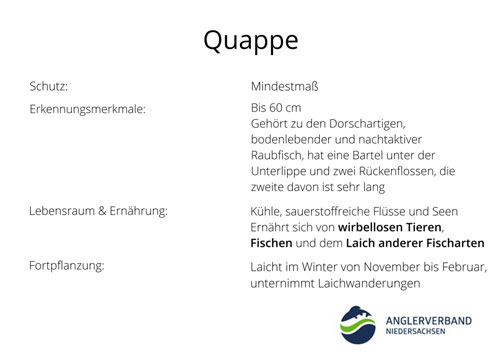 Quappe
Schutz: Mindestmaß
Erkennungsmerkmale: Bis 60 cm
Gehört zu den Dorschartigen,
bodenlebender und nachtaktiver
Raubfisch, hat eine Bartel unter der
Unterlippe und zwei Rückenflossen, die
zweite davon ist sehr lang
Lebensraum & Ernährung: Kühle, sauerstoffreiche Flüsse und Seen
Ernährt sich von wirbellosen Tieren,
Fischen und dem Laich anderer Fischarten
Fortpflanzung: Laicht im Winter von November bis Februar,
unternimmt Laichwanderungen
ANGLERVERBAND
NIEDERSACHSEN